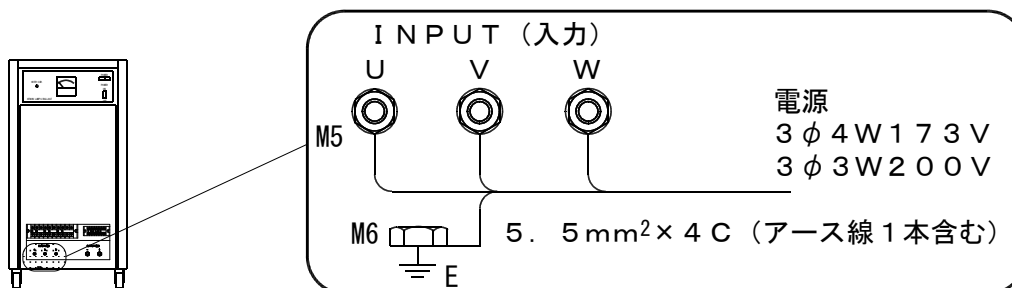 ＩＮＰＵＴ（入力）
Ｕ Ｖ Ｗ
M5
電源
３φ４Ｗ１７３Ｖ
３φ３Ｗ２００Ｖ
M6
５．５mm²×４Ｃ（アース線１本含む）
E